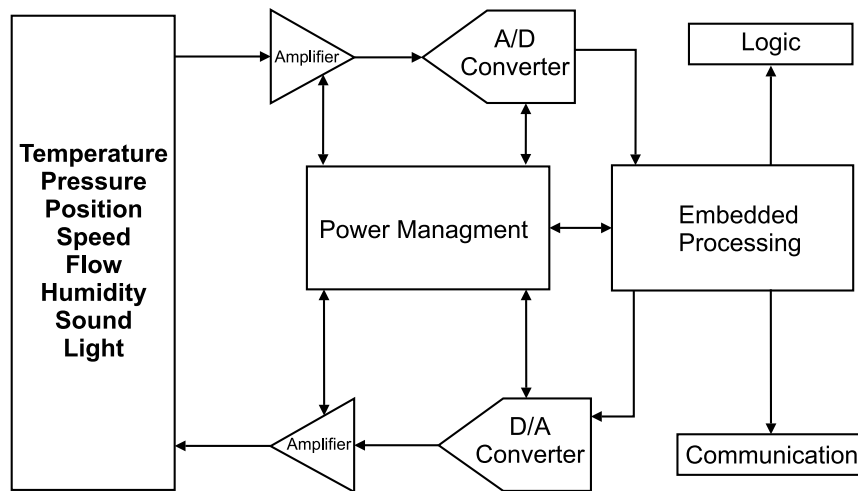 Temperature
Pressure
Position
Speed
Flow
Humidity
Sound
Light
Amplifier
A/D
Converter
Logic
Power Managment
Embedded
Processing
Amplifier
D/A
Converter
Communication